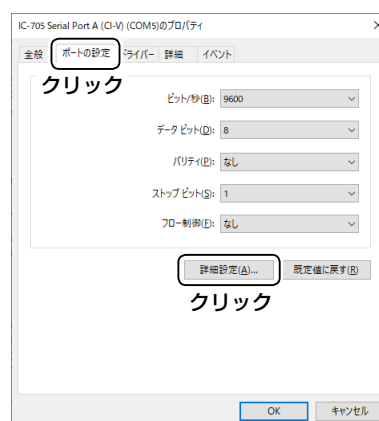 IC-705 Serial Port A (CI-V) (COM5)のプロパティ
全般 ポートの設定 ドライバー 詳細 イベント
クリック
ビット/秒(B): 9600
データ ビット(D): 8
パリティ(P): なし
ストップ ビット(S): 1
フロー制御(F): なし
詳細設定(A)... 既定値に戻す(R)
クリック
OK キャンセル